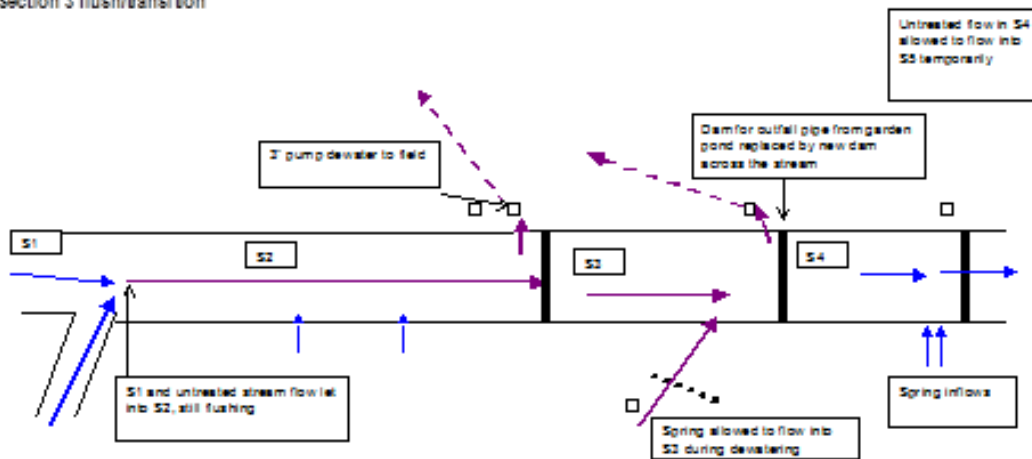 Section 3 flush/transition
Untreated flow in S4
allowed to flow into
S5 temporarily
3" pump dewater to field
Dam for outfall pipe from garden
pond replaced by new dam
across the stream
S1
S2
S3
S4
S1 and untreated stream flow let
into S2, still flushing
Spring allowed to flow into
S3 during dewatering
Spring inflows